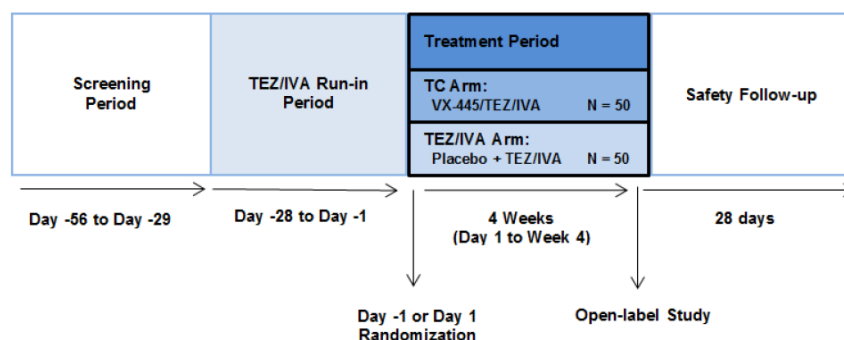 Screening
Period
TEZ/IVA Run-in
Period
Treatment Period
TC Arm:
VX-445/TEZ/IVA N = 50
TEZ/IVA Arm:
Placebo + TEZ/IVA N = 50
Safety Follow-up
Day -56 to Day -29
Day -28 to Day -1
4 Weeks
(Day 1 to Week 4)
28 days
Day -1 or Day 1
Randomization
Open-label Study